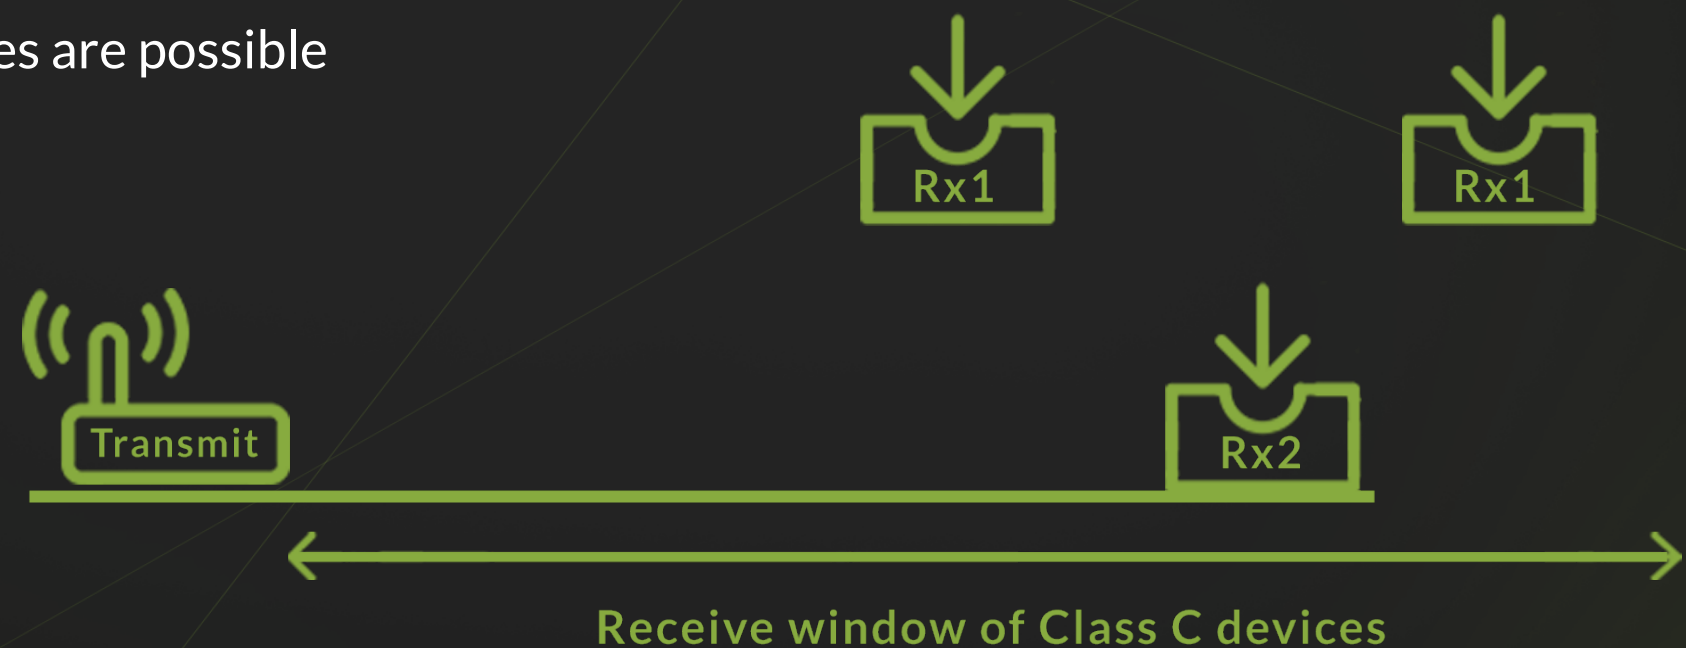 es are possible
Rx1
Rx1
Transmit
Rx2
Receive window of Class C devices